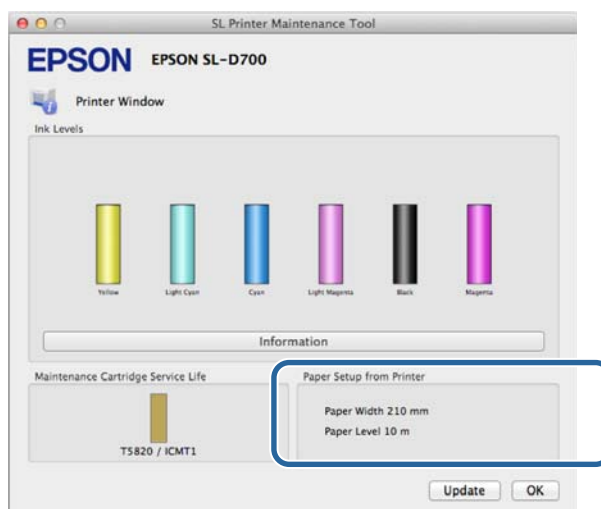 SL Printer Maintenance Tool
EPSON EPSON SL-D700
Printer Window
Ink Levels
Yellow Light Cyan Cyan Light Magenta Black Magenta
Information
Maintenance Cartridge Service Life
T5820 / ICMT1
Paper Setup from Printer
Paper Width 210 mm
Paper Level 10 m
Update OK